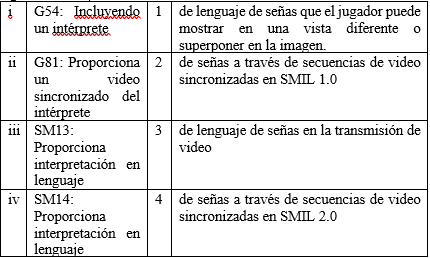 i G54: Incluyendo 1 de lenguaje de señas que el jugador puede
un intérprete mostrar en una vista diferente o
superponer en la imagen.
ii G81: Proporciona 2 de señas a través de secuencias de video
un video sincronizadas en SMIL 1.0
sincronizado del
intérprete
iii SM13: 3 de lenguaje de señas en la transmisión de
Proporciona video
interpretación en
lenguaje
iv SM14: 4 de señas a través de secuencias de video
Proporciona sincronizadas en SMIL 2.0
interpretación en
lenguaje